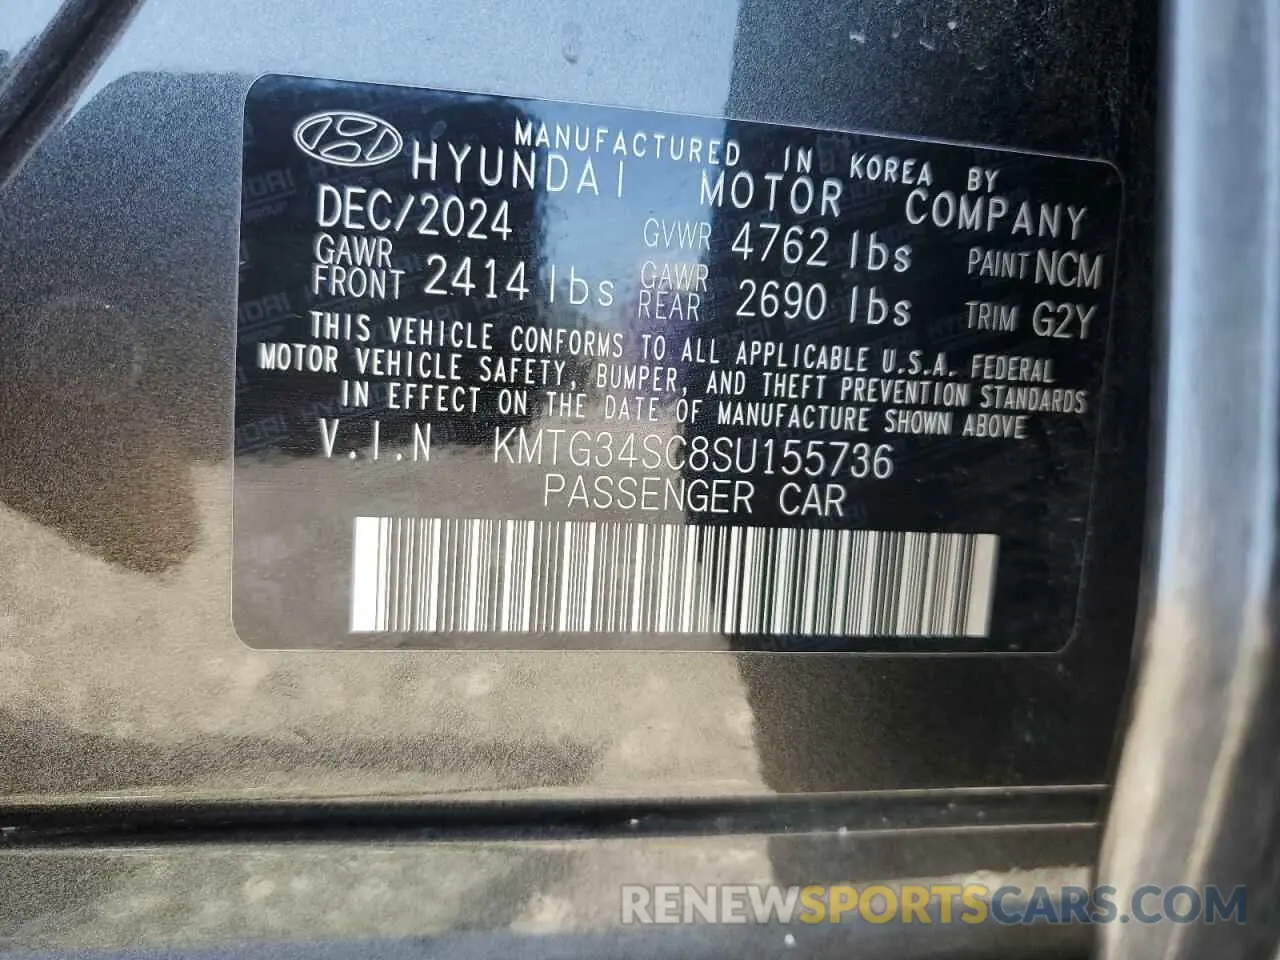 MANUFACTURED IN KOREA BY
HYUNDAI MOTOR COMPANY
DEC/2024 GVWR 4762 lbs PAINT NCM
GAWR FRONT 2414 lbs GAWR REAR 2690 lbs TRIM G2Y
THIS VEHICLE CONFORMS TO ALL APPLICABLE U.S.A. FEDERAL
MOTOR VEHICLE SAFETY, BUMPER, AND THEFT PREVENTION STANDARDS
IN EFFECT ON THE DATE OF MANUFACTURE SHOWN ABOVE
V.I.N KMTG34SC8SU155736
PASSENGER CAR
RENEWSPORTSCARS.COM